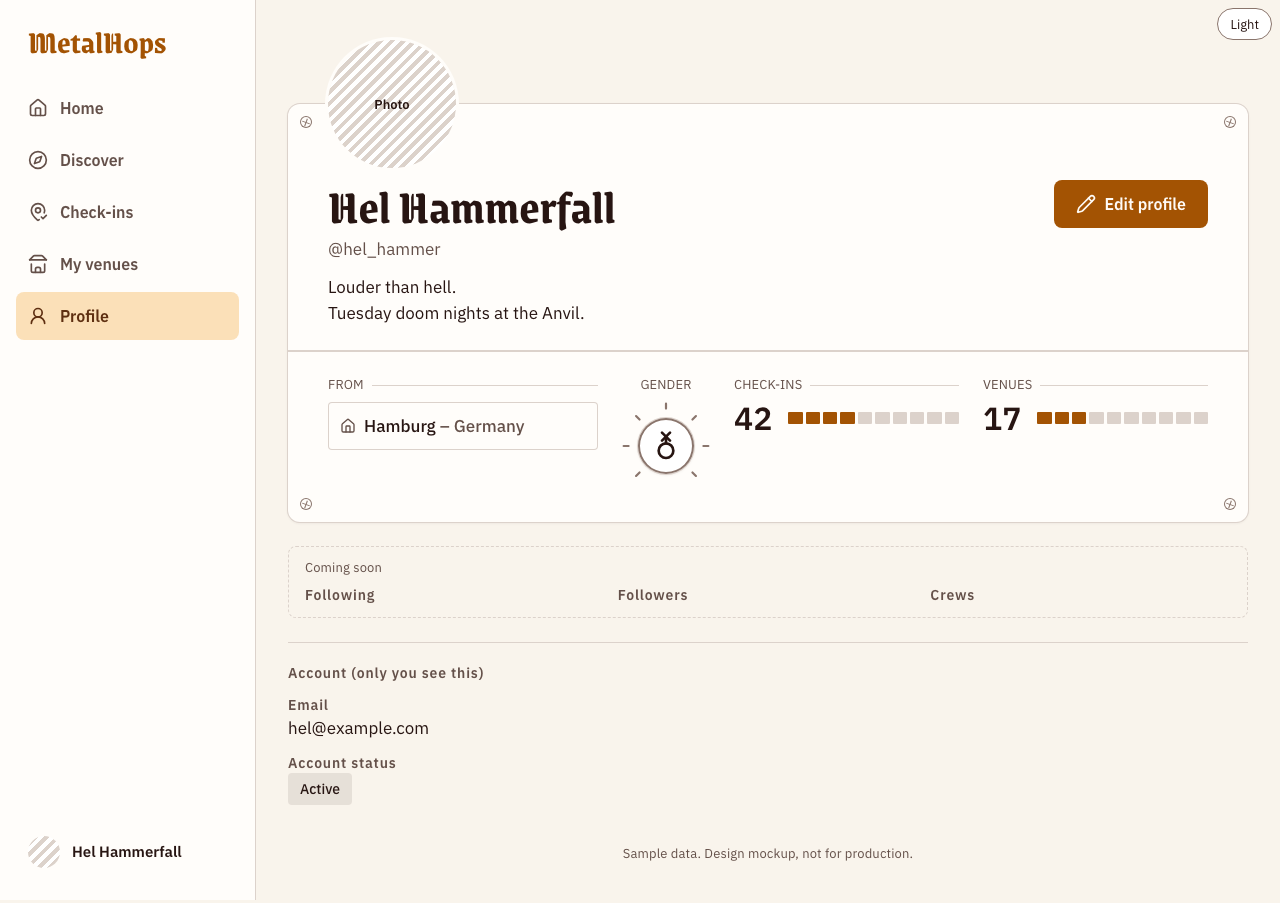 MetalHops
Light
Home
Discover
Check-ins
My venues
Profile
Photo
Hel Hammerfall
Edit profile
@hel_hammer
Louder than hell.
Tuesday doom nights at the Anvil.
FROM
Hamburg – Germany
GENDER
CHECK-INS
42
VENUES
17
Coming soon
Following
Followers
Crews
Account (only you see this)
Email
hel@example.com
Account status
Active
Hel Hammerfall
Sample data. Design mockup, not for production.